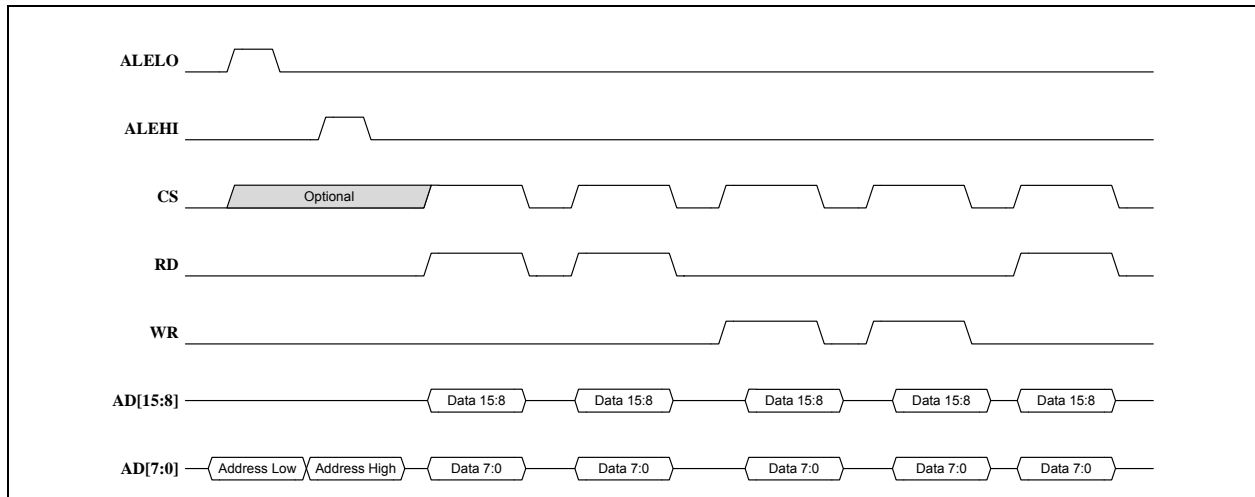 ALELO
ALEHI
CS
Optional
RD
WR
AD[15:8]
Data 15:8
Data 15:8
Data 15:8
Data 15:8
Data 15:8
AD[7:0]
Address Low
Address High
Data 7:0
Data 7:0
Data 7:0
Data 7:0
Data 7:0